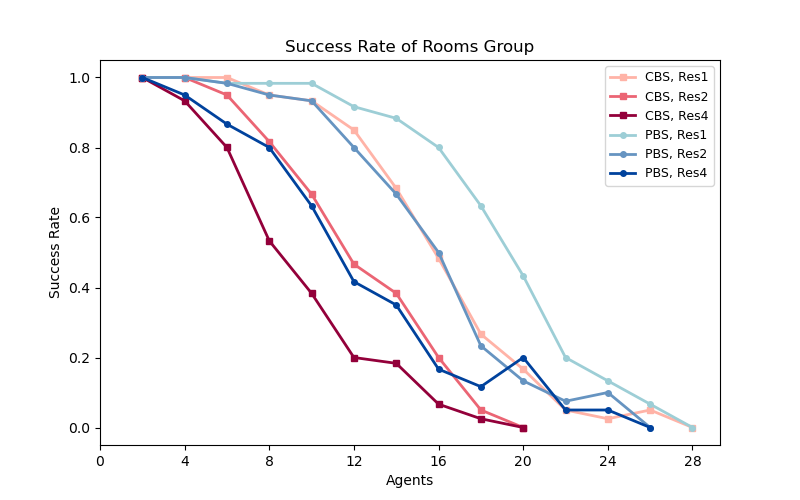 Success Rate of Rooms Group
1.0
0.8
0.6
0.4
0.2
0.0
Success Rate
0 4 8 12 16 20 24 28
Agents
CBS, Res1
CBS, Res2
CBS, Res4
PBS, Res1
PBS, Res2
PBS, Res4